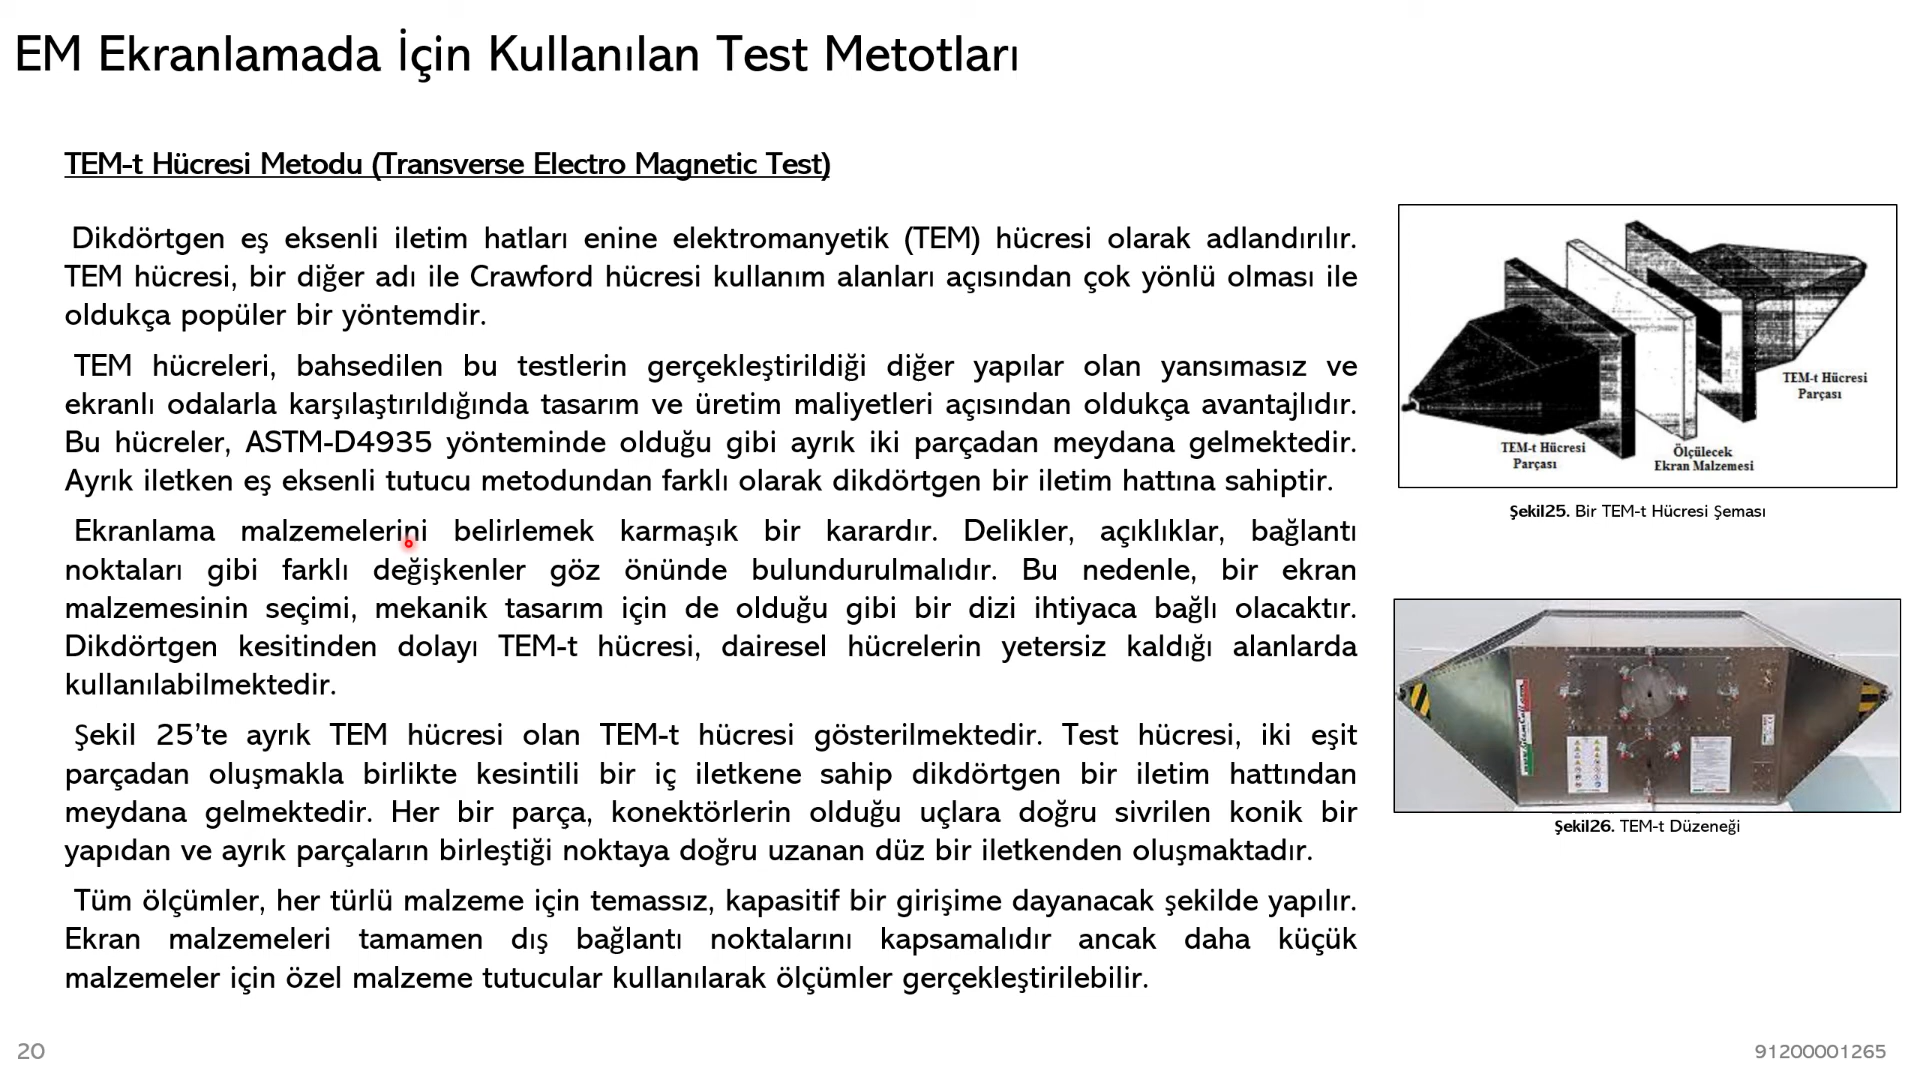 EM Ekranlamada İçin Kullanılan Test Metotları
TEM-t Hücresi Metodu (Transverse Electro Magnetic Test)
Dikdörtgen eş eksenli iletim hatları enine elektromanyetik (TEM) hücresi olarak adlandırılır.
TEM hücresi, bir diğer adı ile Crawford hücresi kullanım alanları açısından çok yönlü olması ile
oldukça popüler bir yöntemdir.
TEM hücreleri, bahsedilen bu testlerin gerçekleştirildiği diğer yapılar olan yansımasız ve
ekranlı odalarla karşılaştırıldığında tasarım ve üretim maliyetleri açısından oldukça avantajlıdır.
Bu hücreler, ASTM-D4935 yönteminde olduğu gibi ayrık iki parçadan meydana gelmektedir.
Ayrık iletken eş eksenli tutucu metodundan farklı olarak dikdörtgen bir iletim hattına sahiptir.
Ekranlama malzemelerini belirlemek karmaşık bir karardır. Delikler, açıklıklar, bağlantı
noktaları gibi farklı değişkenler göz önünde bulundurulmalıdır. Bu nedenle, bir ekran
malzemesinin seçimi, mekanik tasarım için de olduğu gibi bir dizi ihtiyaca bağlı olacaktır.
Dikdörtgen kesitinden dolayı TEM-t hücresi, dairesel hücrelerin yetersiz kaldığı alanlarda
kullanılabilmektedir.
Şekil 25’te ayrık TEM hücresi olan TEM-t hücresi gösterilmektedir. Test hücresi, iki eşit
parçadan oluşmakla birlikte kesintili bir iç iletkene sahip dikdörtgen bir iletim hattından
meydana gelmektedir. Her bir parça, konektörlerin olduğu uçlara doğru sivrilen konik bir
yapıdan ve ayrık parçaların birleştiği noktaya doğru uzanan düz bir iletkenden oluşmaktadır.
Tüm ölçümler, her türlü malzeme için temassız, kapasitif bir girişime dayanacak şekilde yapılır.
Ekran malzemeleri tamamen dış bağlantı noktalarını kapsamalıdır ancak daha küçük
malzemeler için özel malzeme tutucular kullanılarak ölçümler gerçekleştirilebilir.
TEM-t Hücresi
Parçası
TEM-t Hücresi
Parçası
Ölçülecek
Ekran Malzemesi
Şekil25. Bir TEM-t Hücresi Şeması
Şekil26. TEM-t Düzeneği
20
91200001265